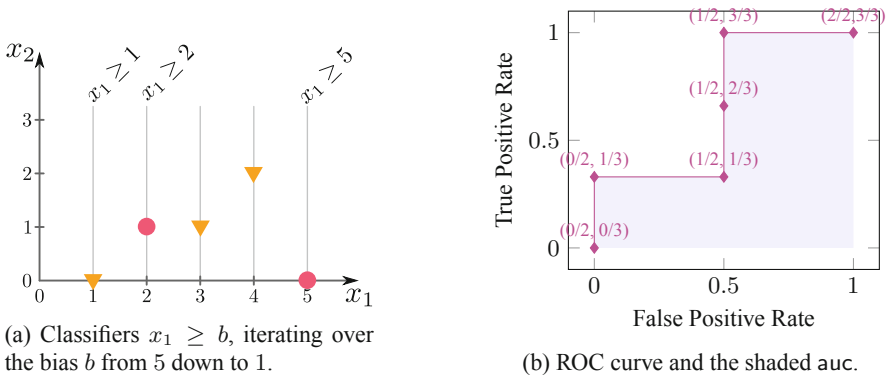 x₂
x₁ ≥ 1
x₁ ≥ 2
x₁ ≥ 5
3
2
1
0
0 1 2 3 4 5 x₁
(a) Classifiers x₁ ≥ b, iterating over
the bias b from 5 down to 1.
True Positive Rate
1
0.5
0
(1/2, 3/3) (2/2,3/3)
(1/2, 2/3)
(0/2, 1/3) (1/2, 1/3)
(0/2, 0/3)
0 0.5 1
False Positive Rate
(b) ROC curve and the shaded auc.